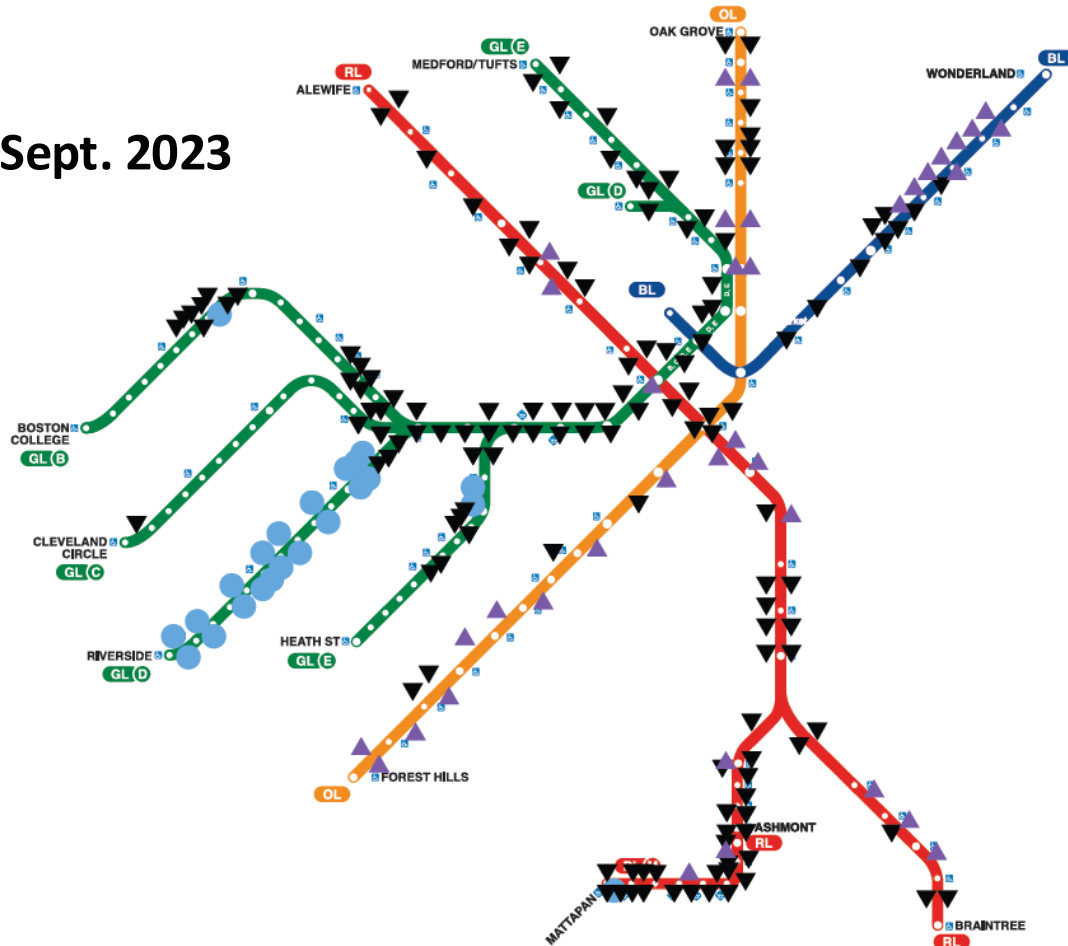 OL
OAK GROVE
GL E
MEDFORD/TUFTS
BL
WONDERLAND
RL
ALEWIFE
Sept. 2023
GL D
BL
D, E
D, E
BOSTON
COLLEGE
GL B
CLEVELAND
CIRCLE
GL C
RIVERSIDE
GL D
HEATH ST
GL E
FOREST HILLS
OL
ASHMONT
RL
MATTAPAN
BRAINTREE
RL